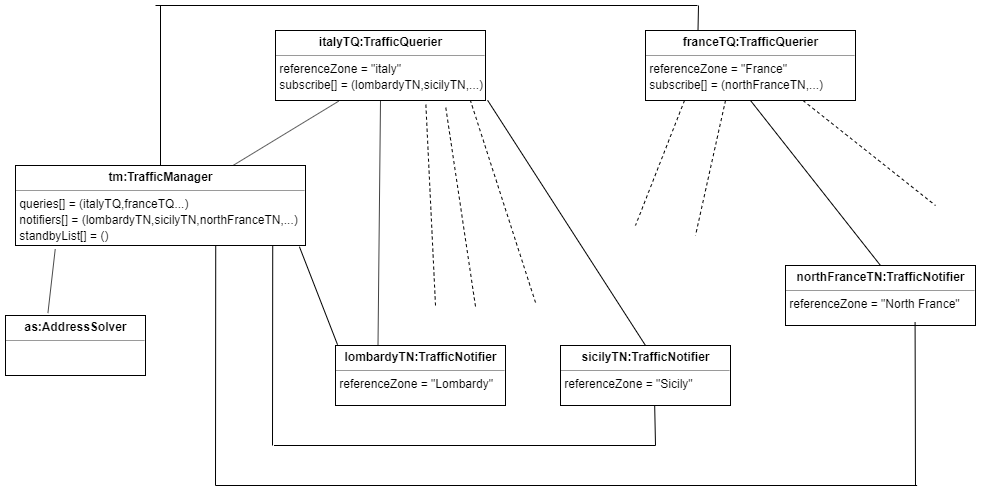 italyTQ:TrafficQuerier
referenceZone = "italy"
subscribe[] = (lombardyTN,sicilyTN,...)
franceTQ:TrafficQuerier
referenceZone = "France"
subscribe[] = (northFranceTN,...)
tm:TrafficManager
queries[] = (italyTQ,franceTQ...)
notifiers[] = (lombardyTN,sicilyTN,northFranceTN,...)
standbyList[] = ()
northFranceTN:TrafficNotifier
referenceZone = "North France"
as:AddressSolver
lombardyTN:TrafficNotifier
referenceZone = "Lombardy"
sicilyTN:TrafficNotifier
referenceZone = "Sicily"